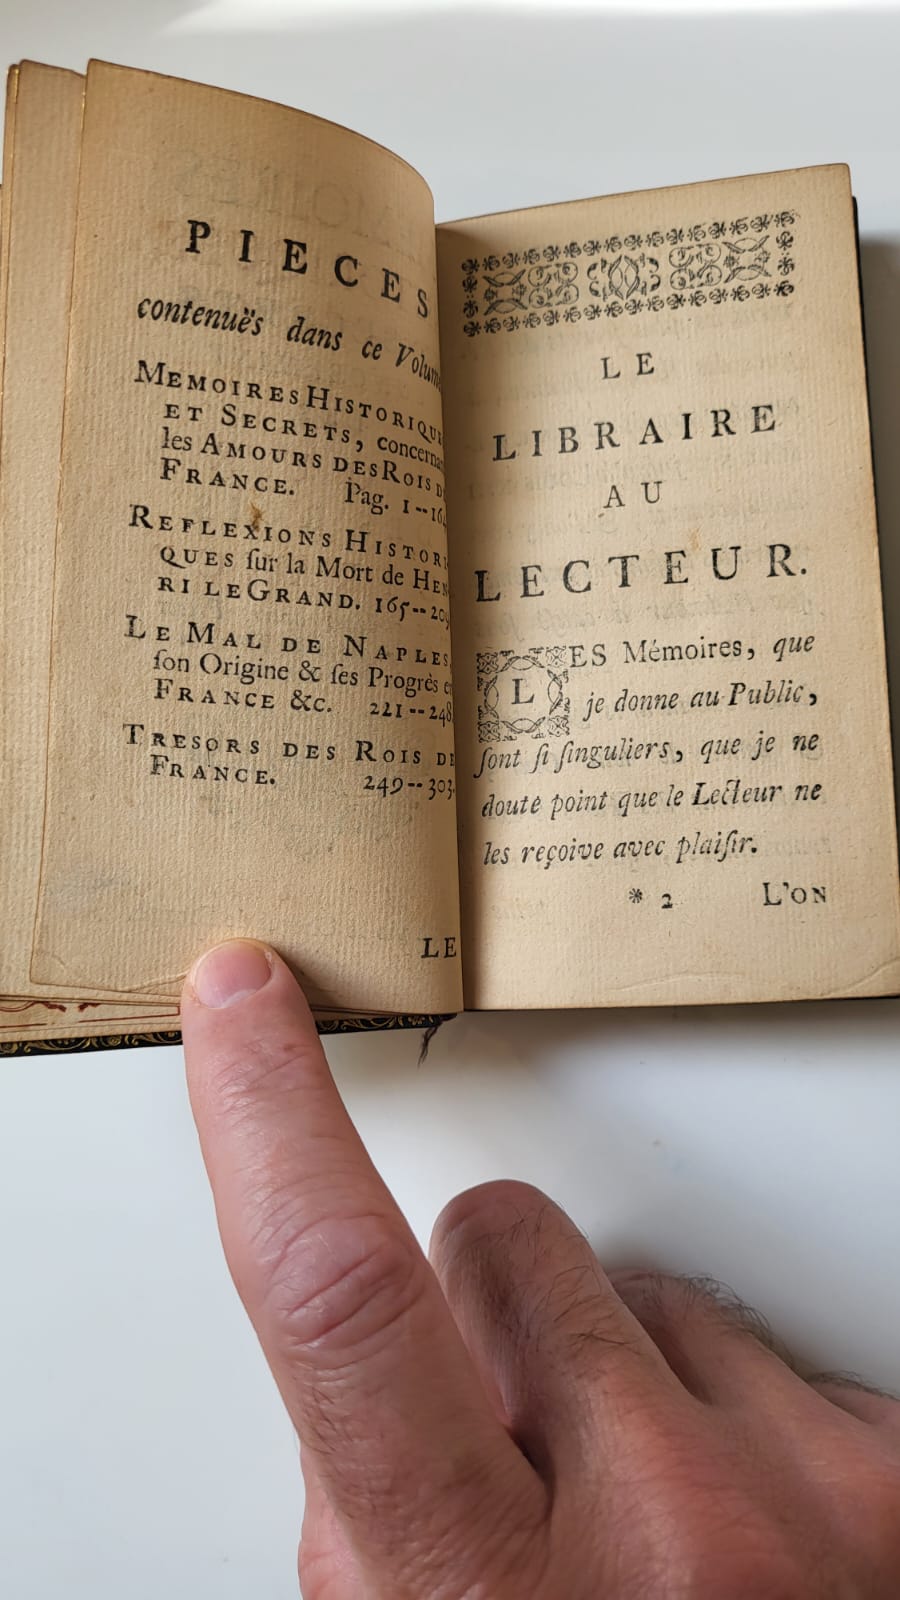 PIECES
contenuës dans ce Volum
MEMOIRES HISTORIQU
ET SECRETS, concerna
les AMOURS DES ROIS D
FRANCE. Pag. 1--16
REFLEXIONS HISTORI
QUES ſur la Mort de HEN
RI LE GRAND. 165--20
LE MAL DE NAPLES,
ſon Origine & ſes Progrès e
FRANCE &c. 221--248.
TRESORS DES ROIS DE
FRANCE. 249--303.
LE
LE
LIBRAIRE
AU
LECTEUR.
LES Mémoires, que
je donne au Public,
ſont ſi ſinguliers, que je ne
doute point que le Lecteur ne
les reçoive avec plaiſir.
* 2 L'ON